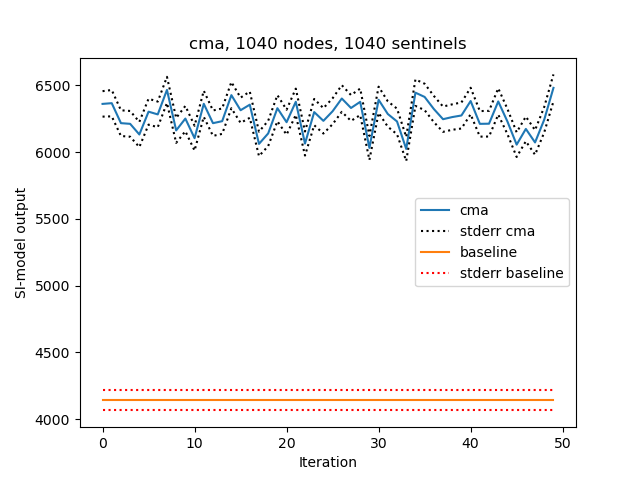 cma, 1040 nodes, 1040 sentinels
6500
6000
5500
5000
4500
4000
SI-model output
cma
stderr cma
baseline
stderr baseline
0 10 20 30 40 50
Iteration